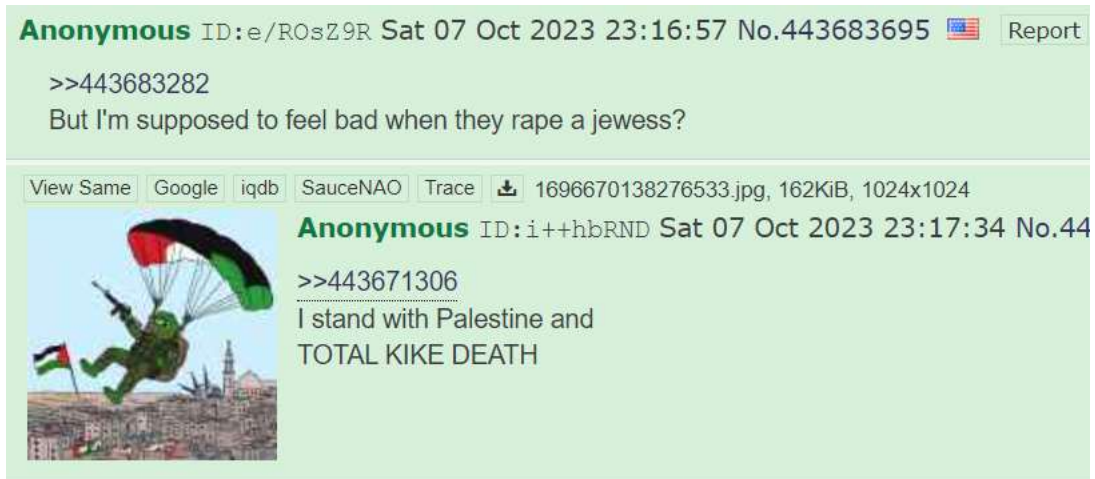 Anonymous ID:e/ROsZ9R Sat 07 Oct 2023 23:16:57 No.443683695 Report
>>443683282
But I'm supposed to feel bad when they rape a jewess?
View Same Google iqdb SauceNAO Trace 1696670138276533.jpg, 162KiB, 1024x1024
Anonymous ID:i++hbRND Sat 07 Oct 2023 23:17:34 No.44
>>443671306
I stand with Palestine and
TOTAL KIKE DEATH